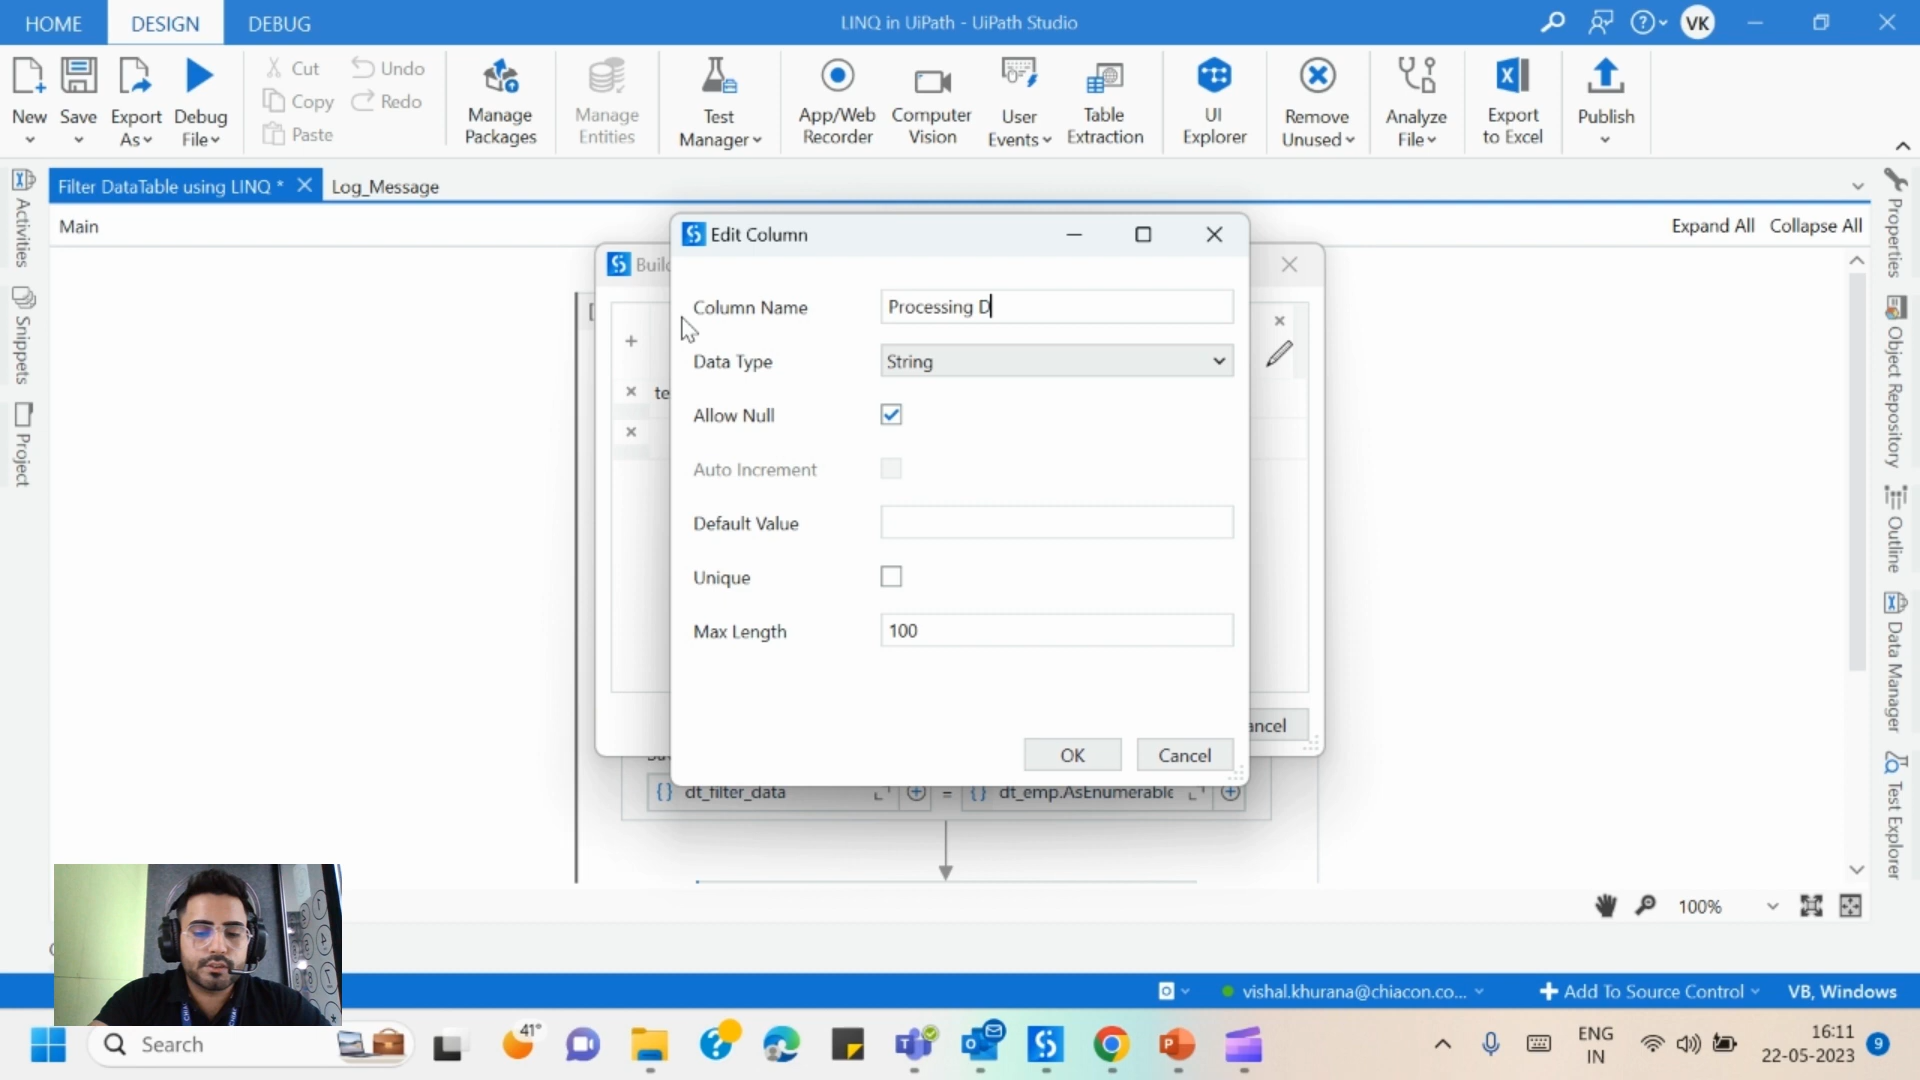 HOME
DESIGN
DEBUG
LINQ in UiPath - UiPath Studio
VK
New
Save
Export As
Debug File
Cut
Copy
Paste
Undo
Redo
Manage Packages
Manage Entities
Test Manager
App/Web Recorder
Computer Vision
User Events
Table Extraction
UI Explorer
Remove Unused
Analyze File
Export to Excel
Publish
Filter DataTable using LINQ *
Log_Message
Main
Expand All
Collapse All
Activities
Snippets
Project
Properties
Object Repository
Outline
Data Manager
Test Explorer
Edit Column
Column Name
Processing D
Data Type
String
Allow Null
Auto Increment
Default Value
Unique
Max Length
100
OK
Cancel
Buil
te
ancel
dt_filter_data
=
dt_emp.AsEnumerable
100%
vishal.khurana@chiacon.co...
Add To Source Control
VB, Windows
Search
41°
ENG
IN
16:11
22-05-2023
9